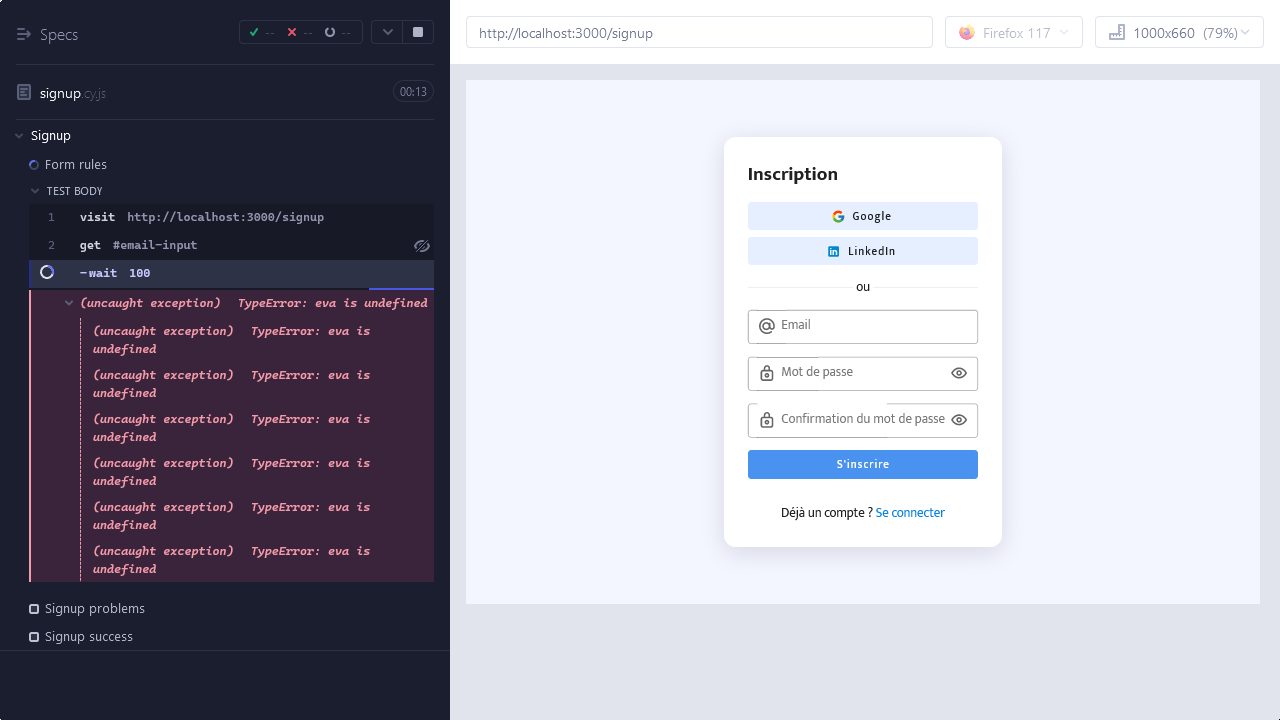 Specs
--
--
--
signup.cy.js
00:13
Signup
Form rules
TEST BODY
1 visit http://localhost:3000/signup
2 get #email-input
-wait 100
(uncaught exception) TypeError: eva is undefined
(uncaught exception) TypeError: eva is
undefined
(uncaught exception) TypeError: eva is
undefined
(uncaught exception) TypeError: eva is
undefined
(uncaught exception) TypeError: eva is
undefined
(uncaught exception) TypeError: eva is
undefined
(uncaught exception) TypeError: eva is
undefined
Signup problems
Signup success
http://localhost:3000/signup
Firefox 117
1000x660 (79%)
Inscription
Google
LinkedIn
ou
Email
Mot de passe
Confirmation du mot de passe
S'inscrire
Déjà un compte ? Se connecter